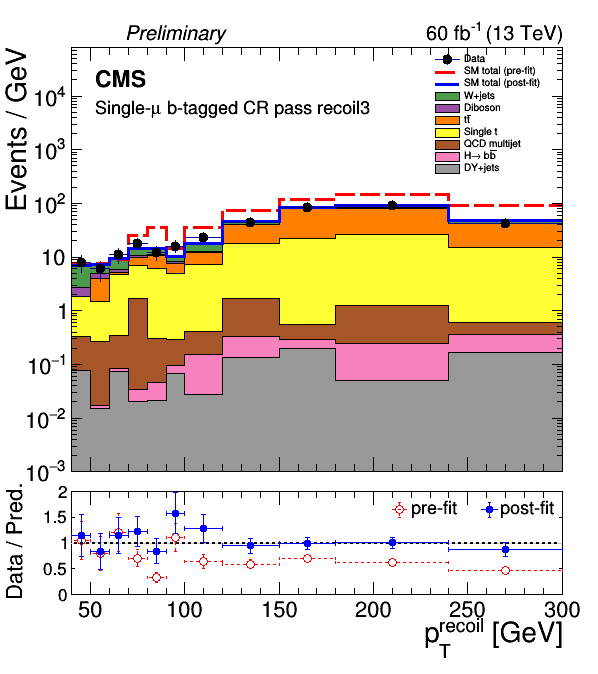 Preliminary
60 fb⁻¹ (13 TeV)
Events / GeV
CMS
Single-μ b-tagged CR pass recoil3
Data
SM total (pre-fit)
SM total (post-fit)
W+jets
Diboson
tt̅
Single t
QCD multijet
H→ bb̅
DY+jets
10⁴
10³
10²
10
1
10⁻¹
10⁻²
10⁻³
Data / Pred.
pre-fit
post-fit
2
1.5
1
0.5
0
50 100 150 200 250 300
p_T^recoil [GeV]